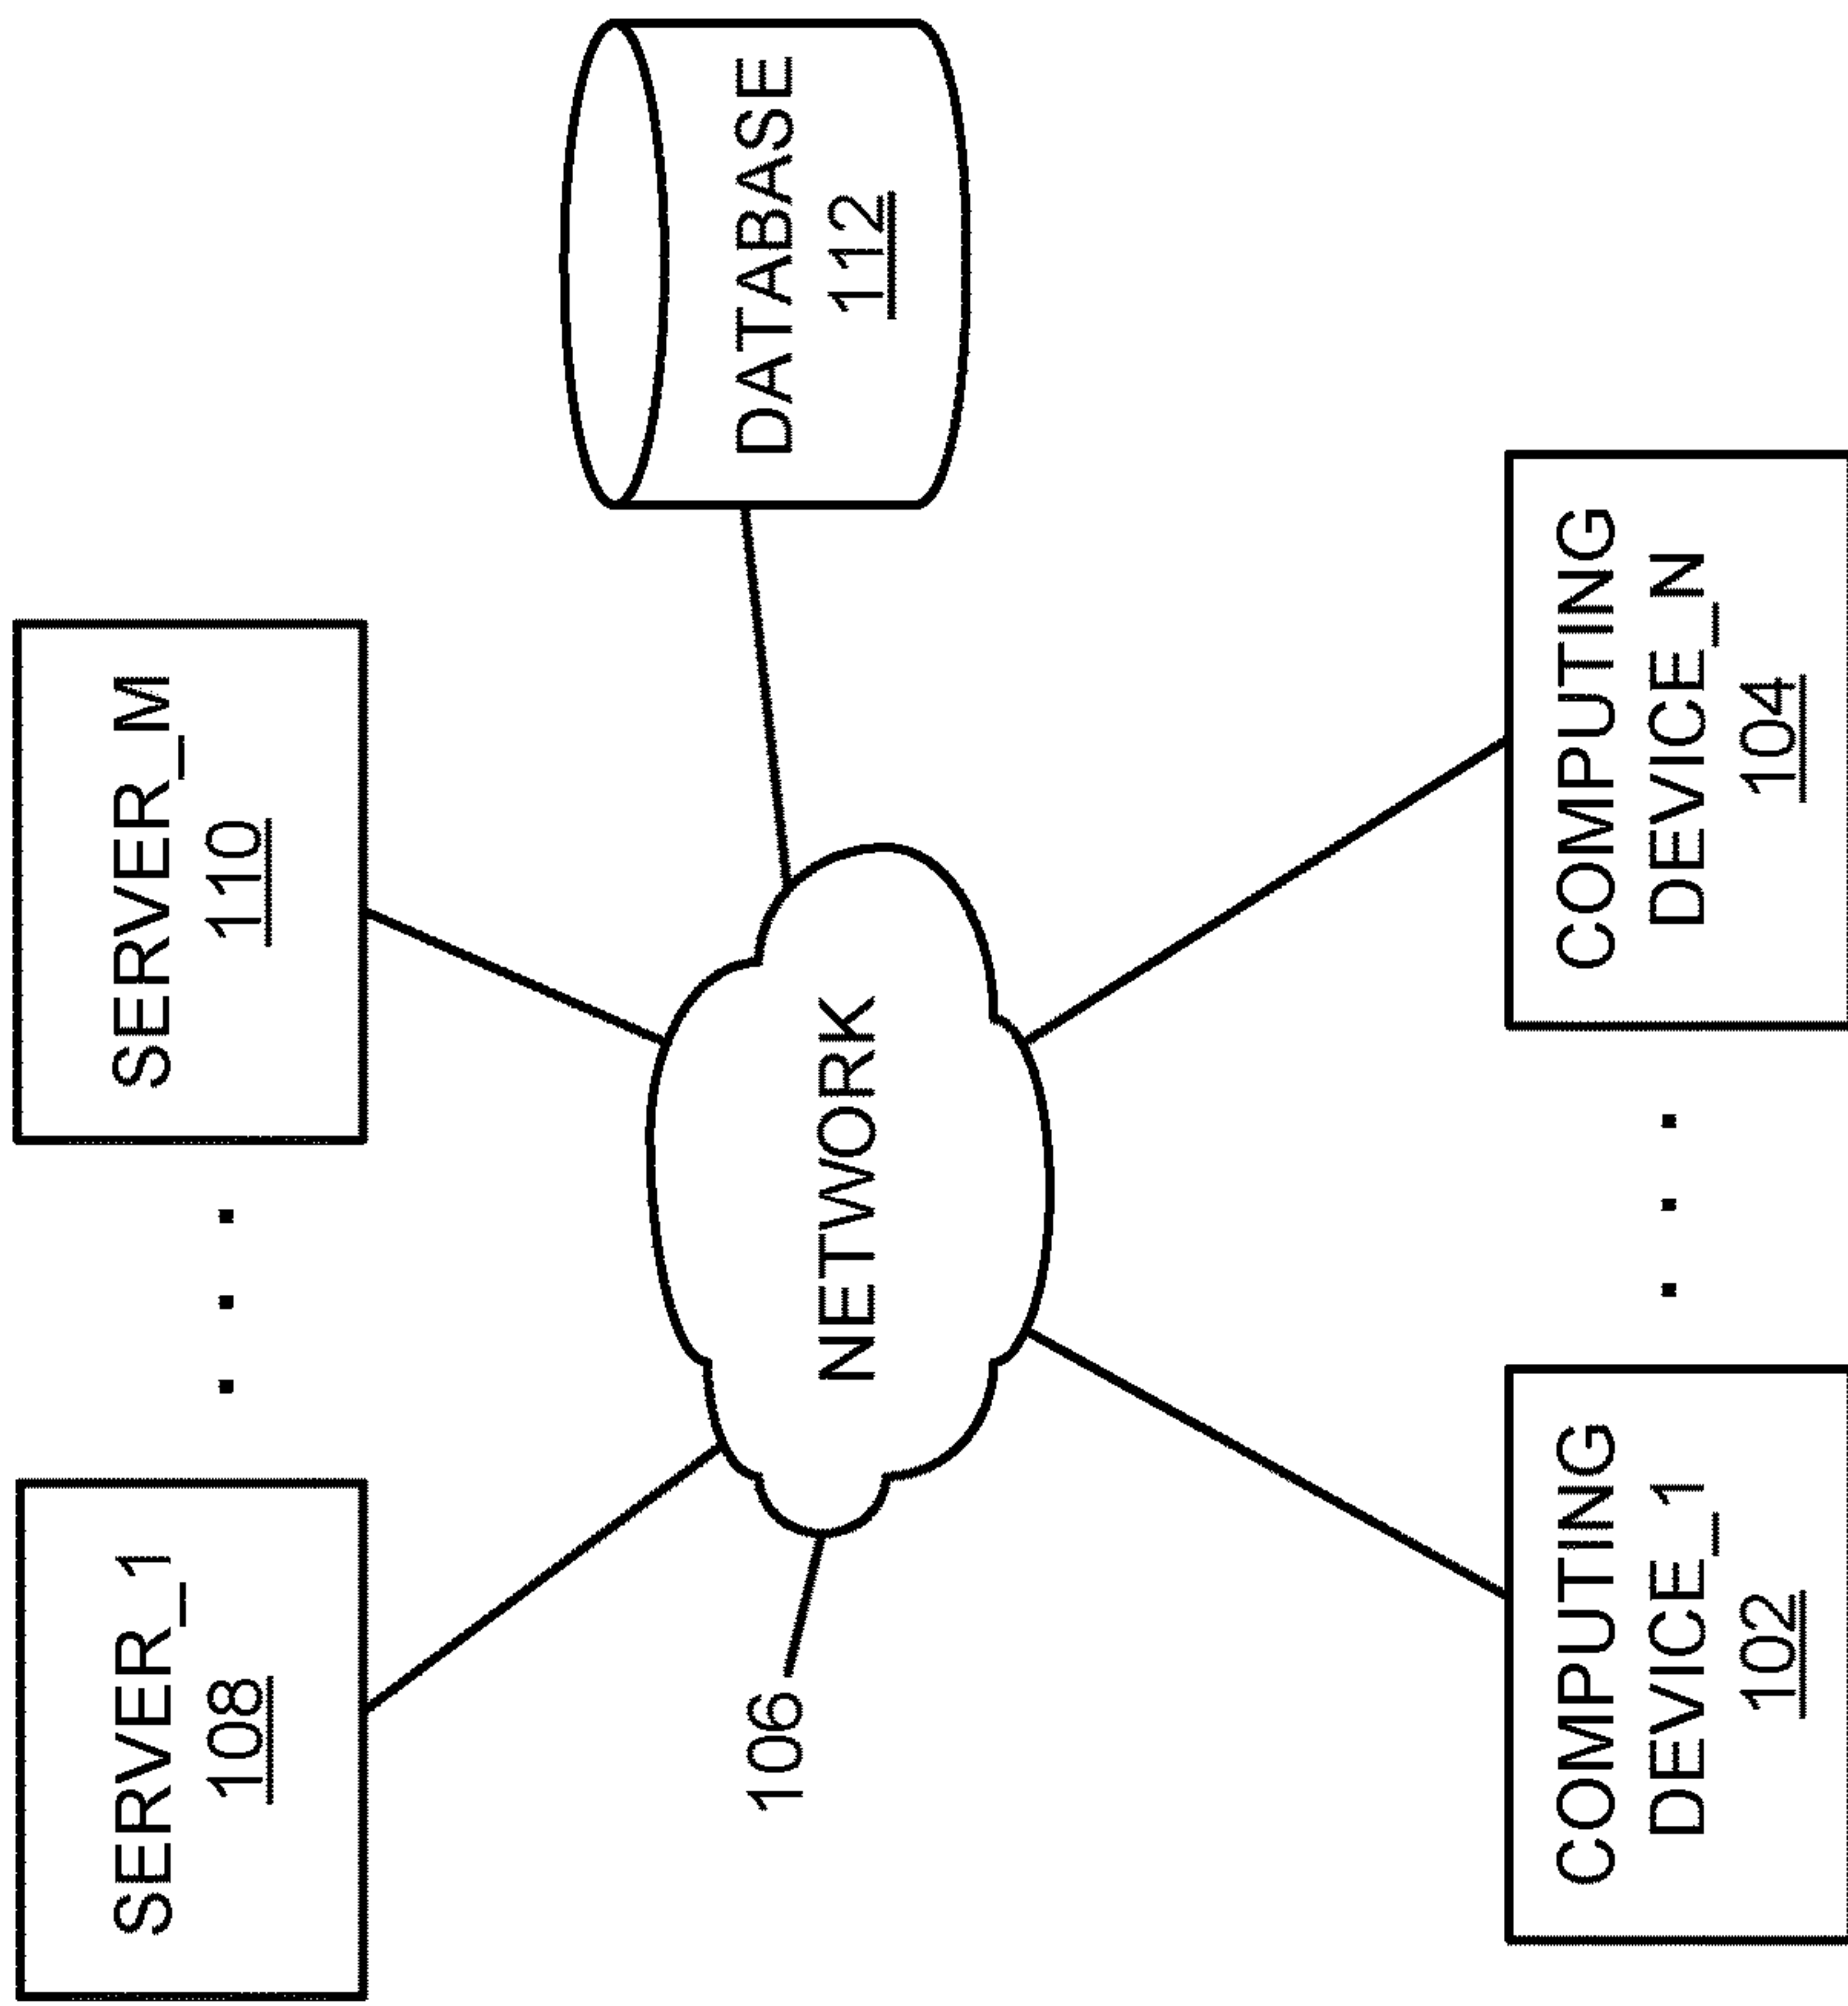 SERVER_1
108
SERVER_M
110
DATABASE
112
NETWORK
106
COMPUTING
DEVICE_1
102
COMPUTING
DEVICE_N
104